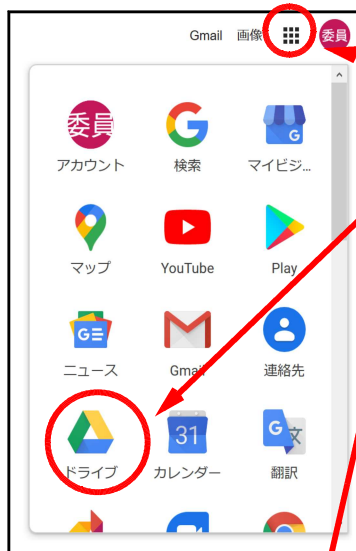 Gmail 画像 委員
委員 G G
アカウント 検索 マイビジ...
マップ YouTube Play
GE
ニュース Gmail 連絡先
31 G 文
ドライブ カレンダー 翻訳